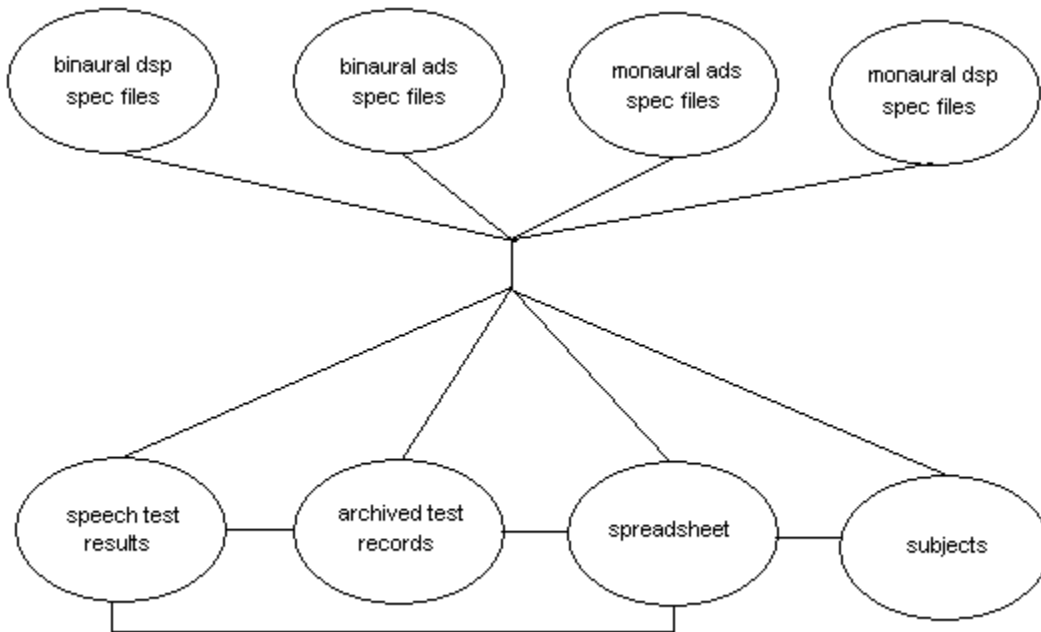 binaural dsp
spec files
binaural ads
spec files
monaural ads
spec files
monaural dsp
spec files
speech test
results
archived test
records
spreadsheet
subjects